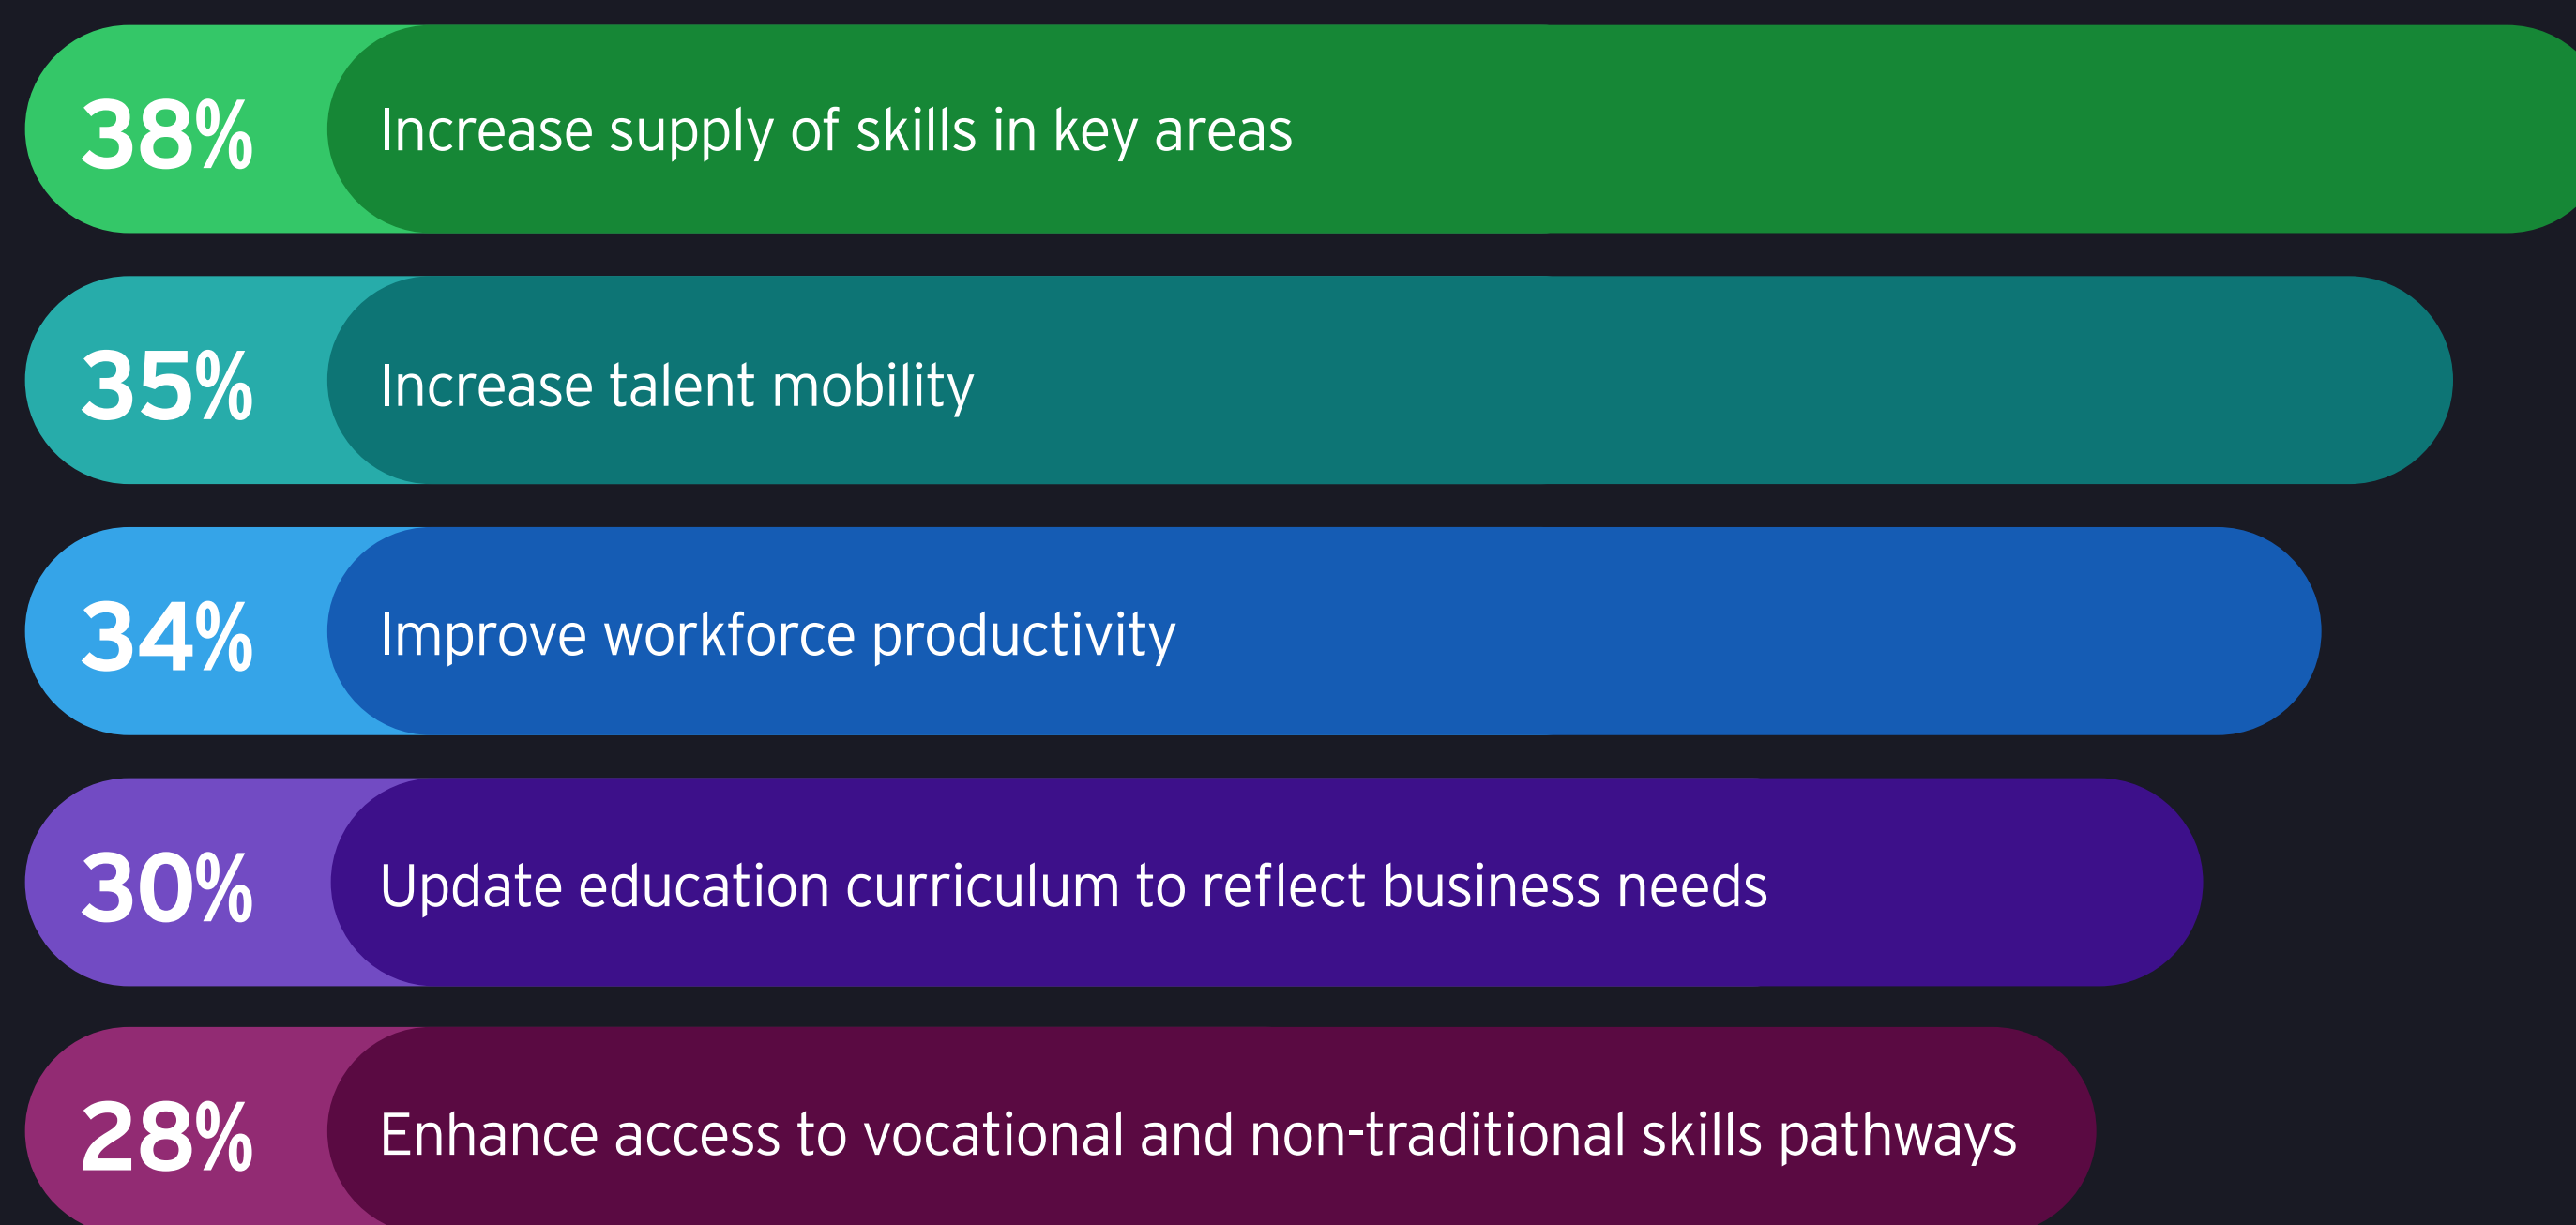 38% Increase supply of skills in key areas
35% Increase talent mobility
34% Improve workforce productivity
30% Update education curriculum to reflect business needs
28% Enhance access to vocational and non-traditional skills pathways